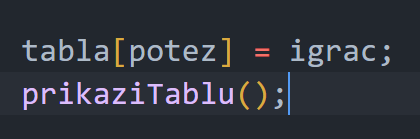 tabla[potez] = igrac;
prikaziTablu();